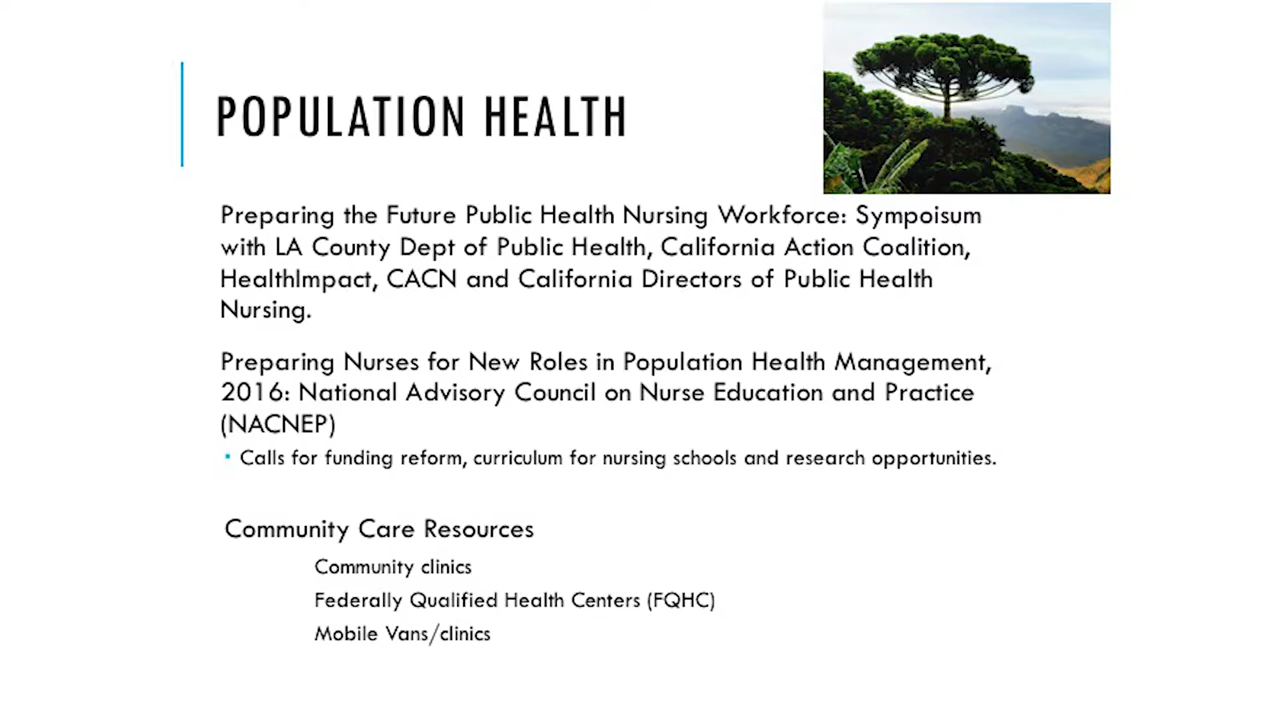 POPULATION HEALTH
Preparing the Future Public Health Nursing Workforce: Sympoisum
with LA County Dept of Public Health, California Action Coalition,
HealthImpact, CACN and California Directors of Public Health
Nursing.
Preparing Nurses for New Roles in Population Health Management,
2016: National Advisory Council on Nurse Education and Practice
(NACNEP)
• Calls for funding reform, curriculum for nursing schools and research opportunities.
Community Care Resources
Community clinics
Federally Qualified Health Centers (FQHC)
Mobile Vans/clinics